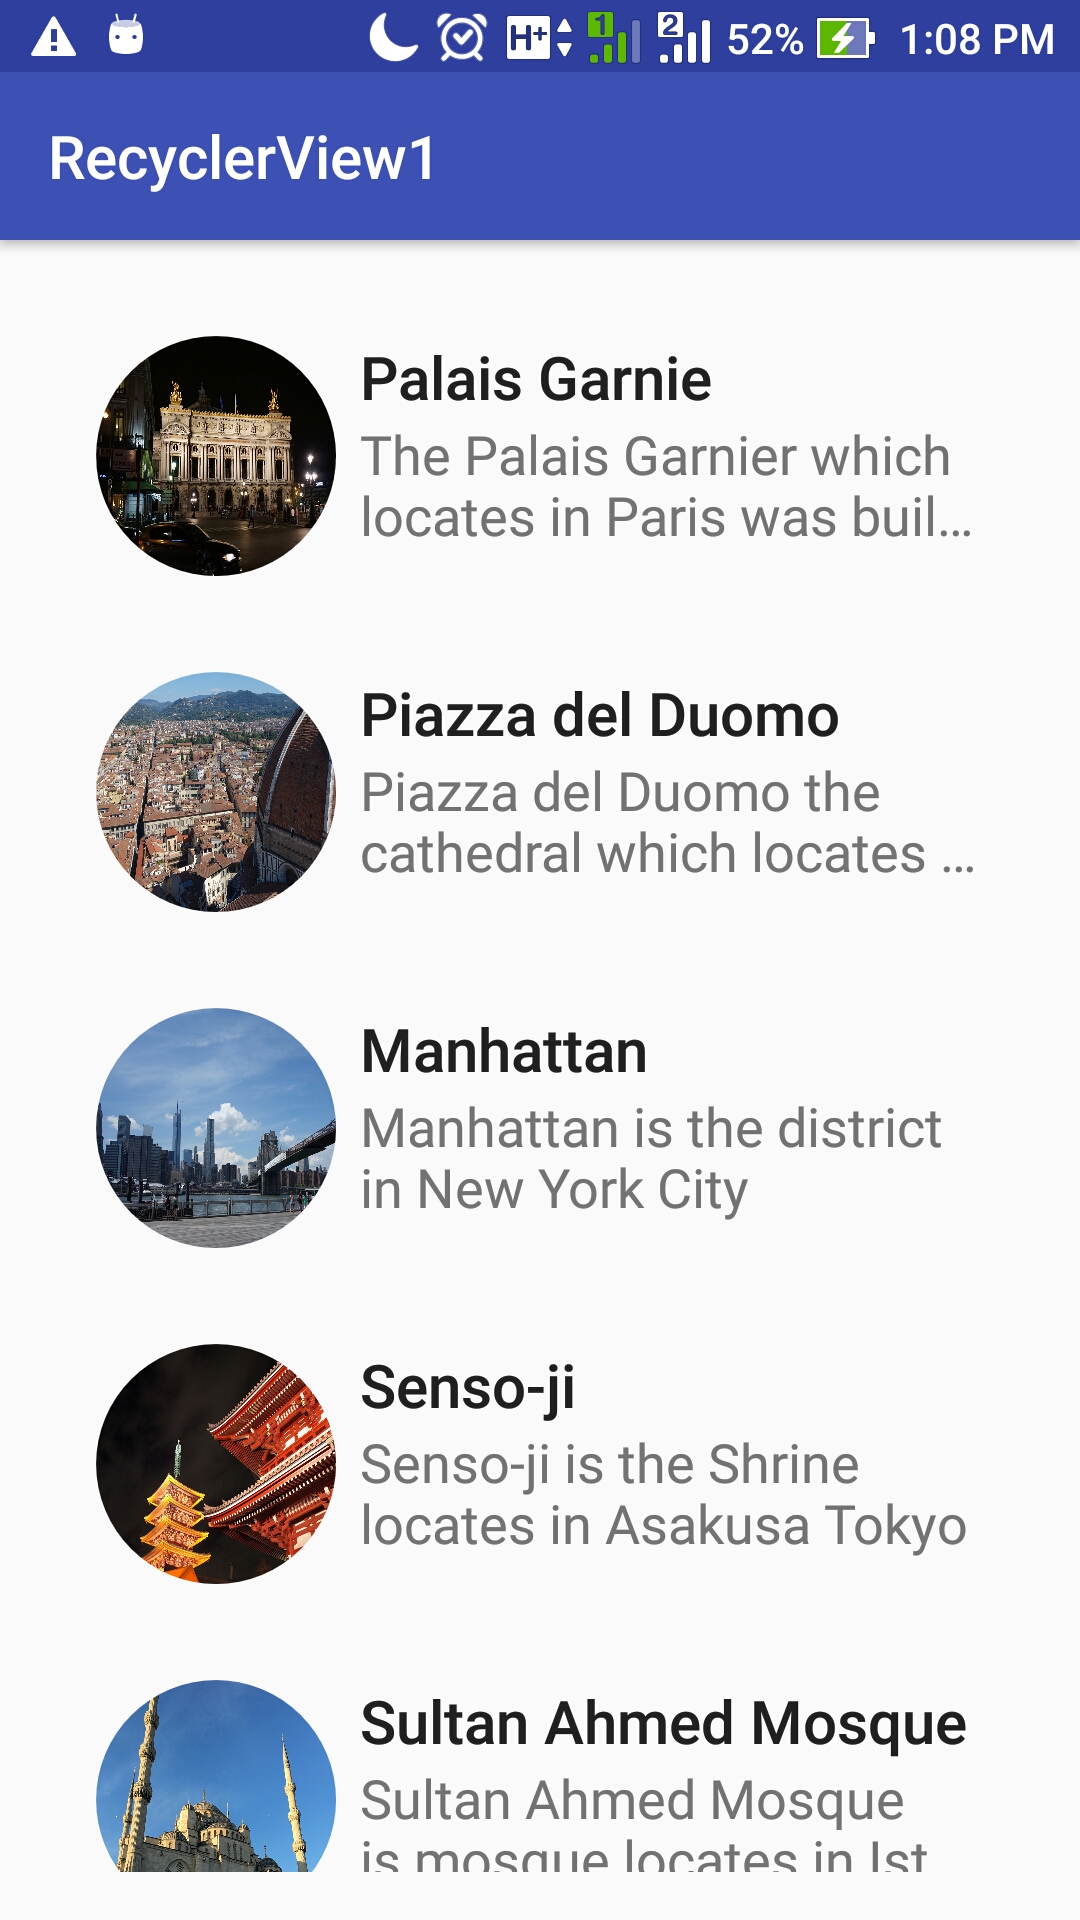 H+ 1 2 52% 1:08 PM
RecyclerView1
Palais Garnie
The Palais Garnier which
locates in Paris was buil...
Piazza del Duomo
Piazza del Duomo the
cathedral which locates ...
Manhattan
Manhattan is the district
in New York City
Senso-ji
Senso-ji is the Shrine
locates in Asakusa Tokyo
Sultan Ahmed Mosque
Sultan Ahmed Mosque
is mosque locates in Ist